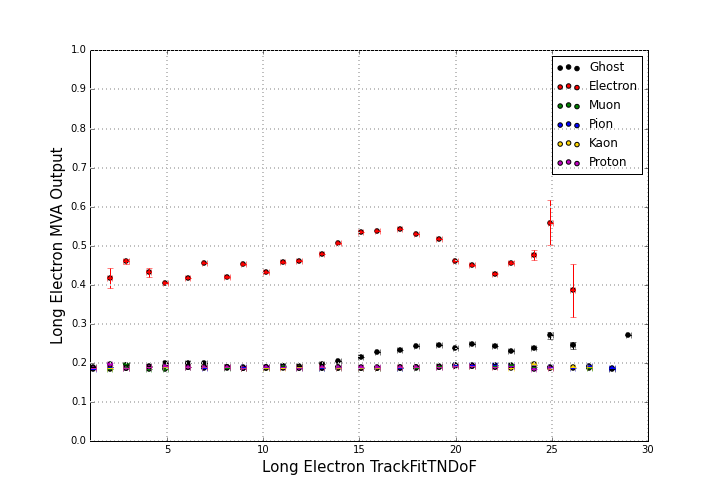 1.0
0.9
0.8
0.7
0.6
0.5
0.4
0.3
0.2
0.1
0.0
Long Electron MVA Output
Ghost
Electron
Muon
Pion
Kaon
Proton
5 10 15 20 25 30
Long Electron TrackFitTNDoF